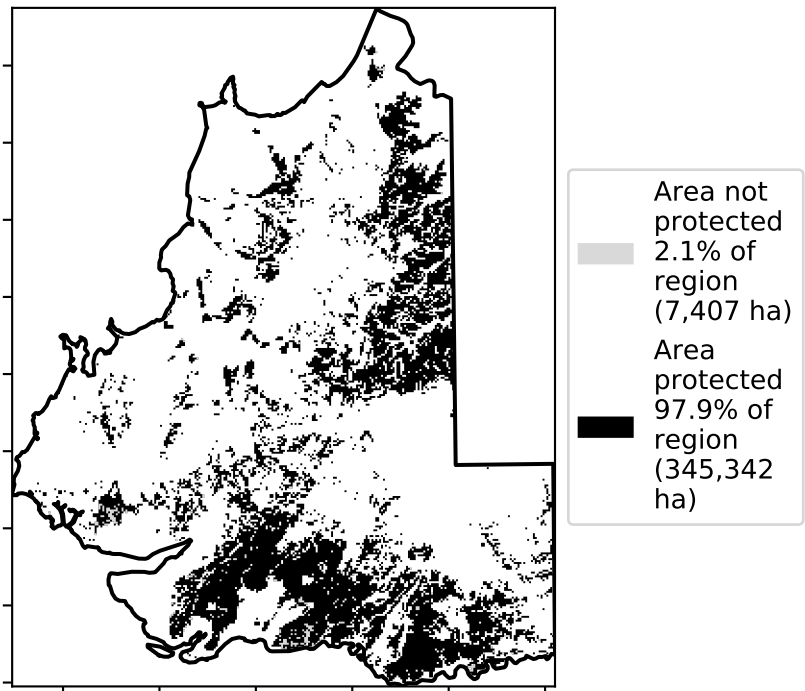 Area not
protected
2.1% of
region
(7,407 ha)
Area
protected
97.9% of
region
(345,342
ha)